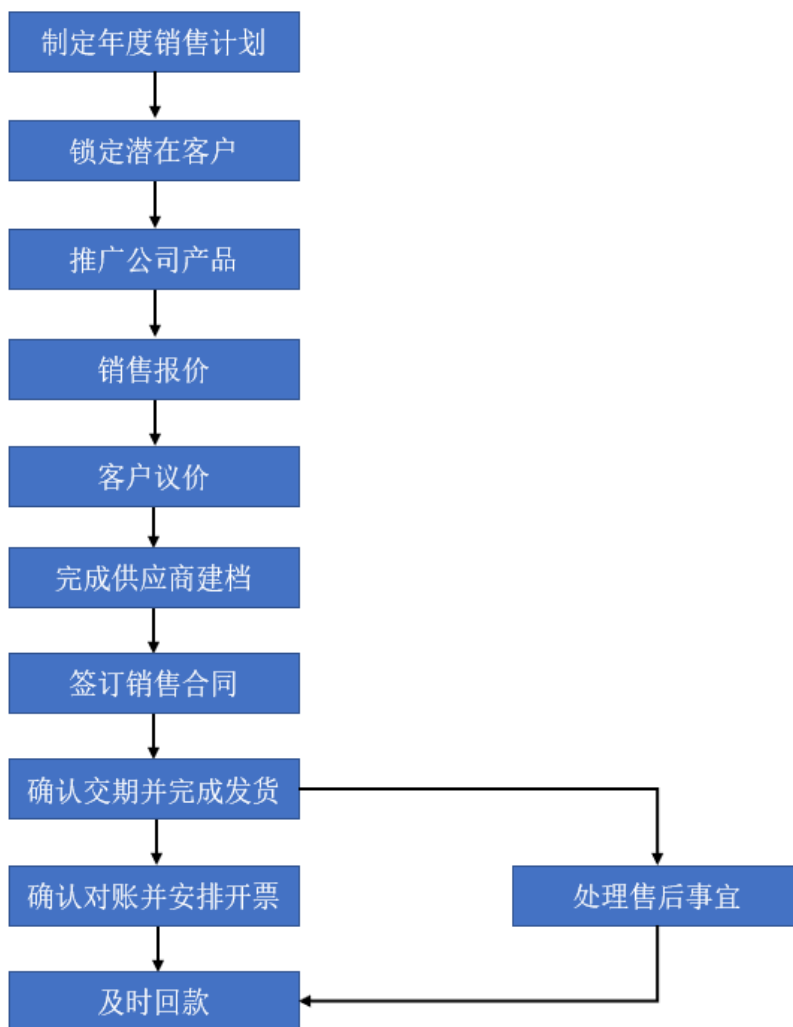 制定年度销售计划
锁定潜在客户
推广公司产品
销售报价
客户议价
完成供应商建档
签订销售合同
确认交期并完成发货
确认对账并安排开票
处理售后事宜
及时回款